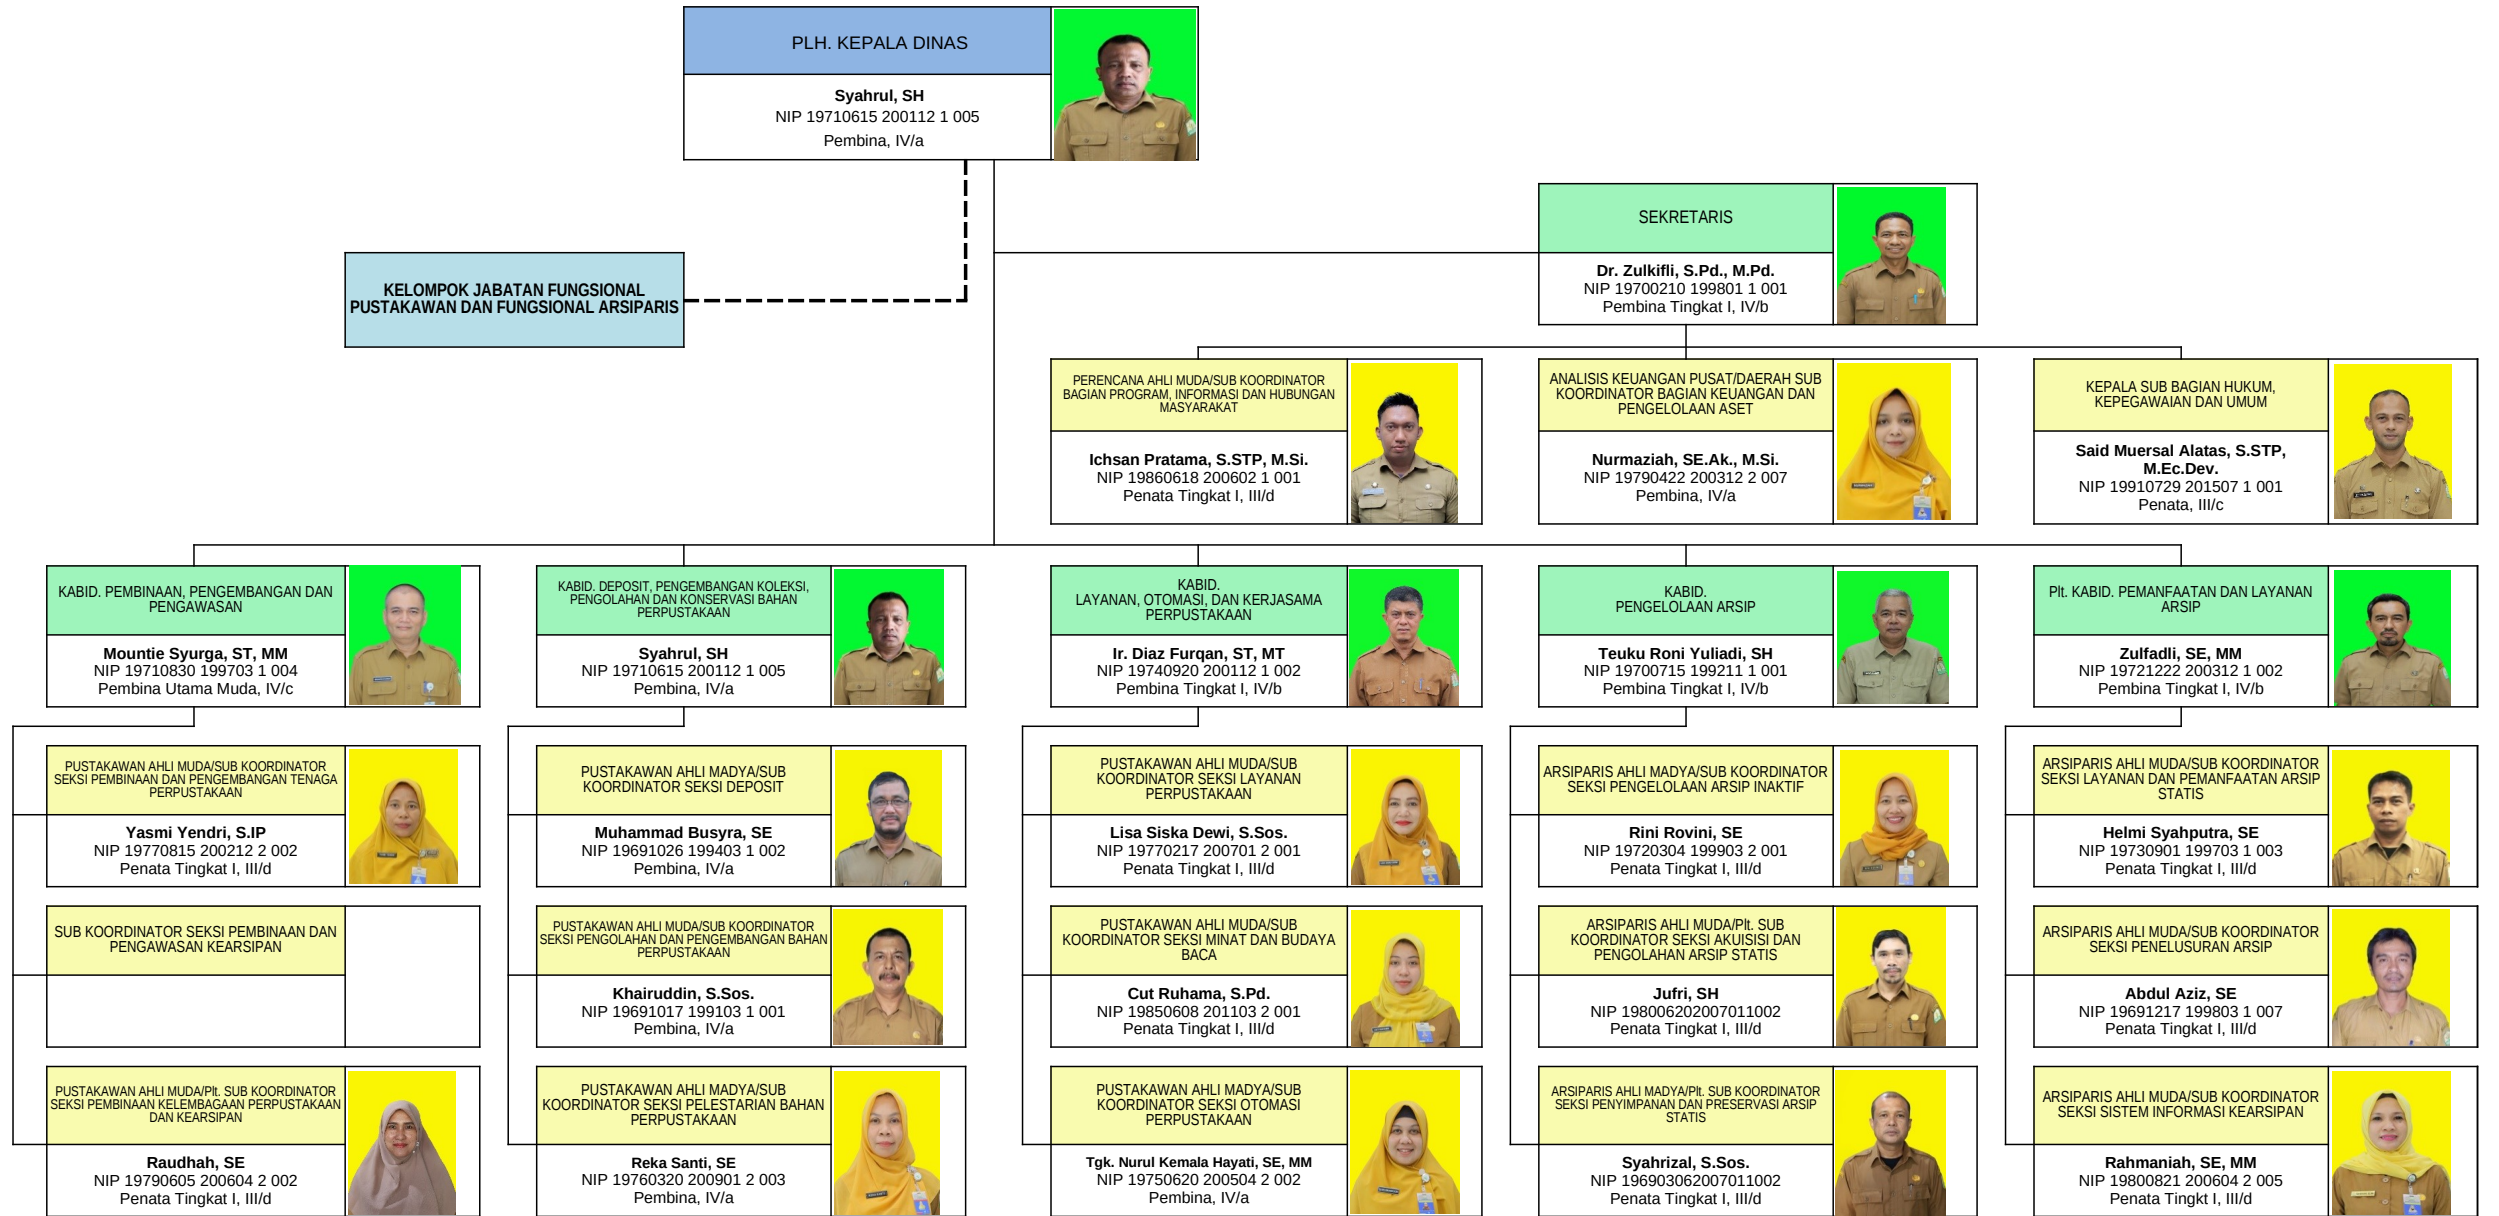 PLH. KEPALA DINAS
Syahrul, SH
NIP 19710615 200112 1 005
Pembina, IV/a
SEKRETARIS
Dr. Zulkifli, S.Pd., M.Pd.
NIP 19700210 199801 1 001
Pembina Tingkat I, IV/b
KELOMPOK JABATAN FUNGSIONAL
PUSTAKAWAN DAN FUNGSIONAL ARSIPARIS
PERENCANA AHLI MUDA/SUB KOORDINATOR
BAGIAN PROGRAM, INFORMASI DAN HUBUNGAN
MASYARAKAT
Ichsan Pratama, S.STP, M.Si.
NIP 19860618 200602 1 001
Penata Tingkat I, III/d
ANALISIS KEUANGAN PUSAT/DAERAH SUB
KOORDINATOR BAGIAN KEUANGAN DAN
PENGELOLAAN ASET
Nurmaziah, SE.Ak., M.Si.
NIP 19790422 200312 2 007
Pembina, IV/a
KEPALA SUB BAGIAN HUKUM,
KEPEGAWAIAN DAN UMUM
Said Muersal Alatas, S.STP,
M.Ec.Dev.
NIP 19910729 201507 1 001
Penata, III/c
KABID. PEMBINAAN, PENGEMBANGAN DAN
PENGAWASAN
Mountie Syurga, ST, MM
NIP 19710830 199703 1 004
Pembina Utama Muda, IV/c
KABID. DEPOSIT, PENGEMBANGAN KOLEKSI,
PENGOLAHAN DAN KONSERVASI BAHAN
PERPUSTAKAAN
Syahrul, SH
NIP 19710615 200112 1 005
Pembina, IV/a
KABID.
LAYANAN, OTOMASI, DAN KERJASAMA
PERPUSTAKAAN
Ir. Diaz Furqan, ST, MT
NIP 19740920 200112 1 002
Pembina Tingkat I, IV/b
KABID.
PENGELOLAAN ARSIP
Teuku Roni Yuliadi, SH
NIP 19700715 199211 1 001
Pembina Tingkat I, IV/b
Plt. KABID. PEMANFAATAN DAN LAYANAN
ARSIP
Zulfadli, SE, MM
NIP 19721222 200312 1 002
Pembina Tingkat I, IV/b
PUSTAKAWAN AHLI MUDA/SUB KOORDINATOR
SEKSI PEMBINAAN DAN PENGEMBANGAN TENAGA
PERPUSTAKAAN
Yasmi Yendri, S.IP
NIP 19770815 200212 2 002
Penata Tingkat I, III/d
PUSTAKAWAN AHLI MADYA/SUB
KOORDINATOR SEKSI DEPOSIT
Muhammad Busyra, SE
NIP 19691026 199403 1 002
Pembina, IV/a
PUSTAKAWAN AHLI MUDA/SUB
KOORDINATOR SEKSI LAYANAN
PERPUSTAKAAN
Lisa Siska Dewi, S.Sos.
NIP 19770217 200701 2 001
Penata Tingkat I, III/d
ARSIPARIS AHLI MADYA/SUB KOORDINATOR
SEKSI PENGELOLAAN ARSIP INAKTIF
Rini Rovini, SE
NIP 19720304 199903 2 001
Penata Tingkat I, III/d
ARSIPARIS AHLI MUDA/SUB KOORDINATOR
SEKSI LAYANAN DAN PEMANFAATAN ARSIP
STATIS
Helmi Syahputra, SE
NIP 19730901 199703 1 003
Penata Tingkat I, III/d
SUB KOORDINATOR SEKSI PEMBINAAN DAN
PENGAWASAN KEARSIPAN
PUSTAKAWAN AHLI MUDA/SUB KOORDINATOR
SEKSI PENGOLAHAN DAN PENGEMBANGAN BAHAN
PERPUSTAKAAN
Khairuddin, S.Sos.
NIP 19691017 199103 1 001
Pembina, IV/a
PUSTAKAWAN AHLI MUDA/SUB
KOORDINATOR SEKSI MINAT DAN BUDAYA
BACA
Cut Ruhama, S.Pd.
NIP 19850608 201103 2 001
Penata Tingkat I, III/d
ARSIPARIS AHLI MUDA/Plt. SUB
KOORDINATOR SEKSI AKUISISI DAN
PENGOLAHAN ARSIP STATIS
Jufri, SH
NIP 198006202007011002
Penata Tingkat I, III/d
ARSIPARIS AHLI MUDA/SUB KOORDINATOR
SEKSI PENELUSURAN ARSIP
Abdul Aziz, SE
NIP 19691217 199803 1 007
Penata Tingkat I, III/d
PUSTAKAWAN AHLI MUDA/Plt. SUB KOORDINATOR
SEKSI PEMBINAAN KELEMBAGAAN PERPUSTAKAAN
DAN KEARSIPAN
Raudhah, SE
NIP 19790605 200604 2 002
Penata Tingkat I, III/d
PUSTAKAWAN AHLI MADYA/SUB
KOORDINATOR SEKSI PELESTARIAN BAHAN
PERPUSTAKAAN
Reka Santi, SE
NIP 19760320 200901 2 003
Pembina, IV/a
PUSTAKAWAN AHLI MADYA/SUB
KOORDINATOR SEKSI OTOMASI
PERPUSTAKAAN
Tgk. Nurul Kemala Hayati, SE, MM
NIP 19750620 200504 2 002
Pembina, IV/a
ARSIPARIS AHLI MADYA/Plt. SUB KOORDINATOR
SEKSI PENYIMPANAN DAN PRESERVASI ARSIP
STATIS
Syahrizal, S.Sos.
NIP 196903062007011002
Penata Tingkat I, III/d
ARSIPARIS AHLI MUDA/SUB KOORDINATOR
SEKSI SISTEM INFORMASI KEARSIPAN
Rahmaniah, SE, MM
NIP 19800821 200604 2 005
Penata Tingkt I, III/d